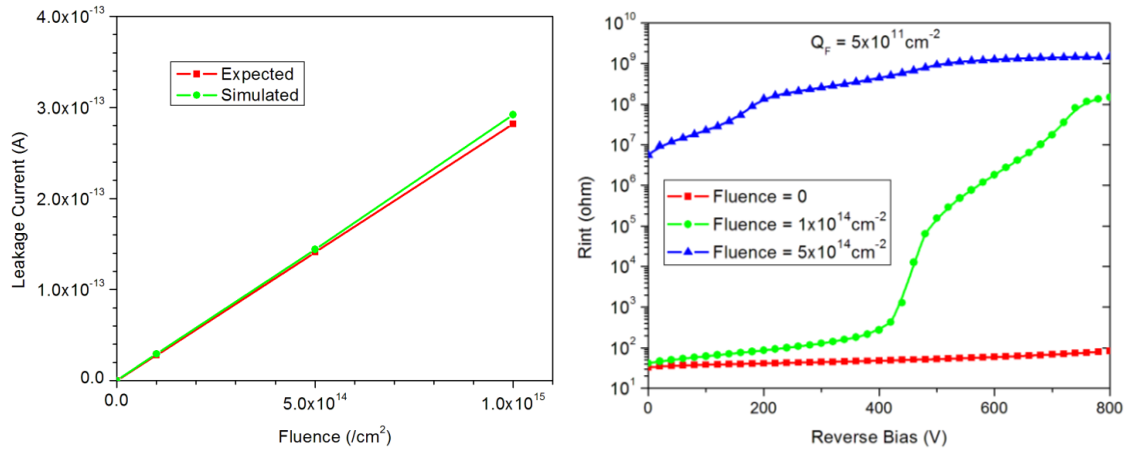 4.0x10⁻¹³
3.0x10⁻¹³
2.0x10⁻¹³
1.0x10⁻¹³
0.0
Leakage Current (A)
Expected
Simulated
0.0
5.0x10¹⁴
1.0x10¹⁵
Fluence (/cm²)
10¹⁰
10⁹
10⁸
10⁷
10⁶
10⁵
10⁴
10³
10²
10¹
Rint (ohm)
Q_F = 5x10¹¹cm⁻²
Fluence = 0
Fluence = 1x10¹⁴cm⁻²
Fluence = 5x10¹⁴cm⁻²
0
200
400
600
800
Reverse Bias (V)